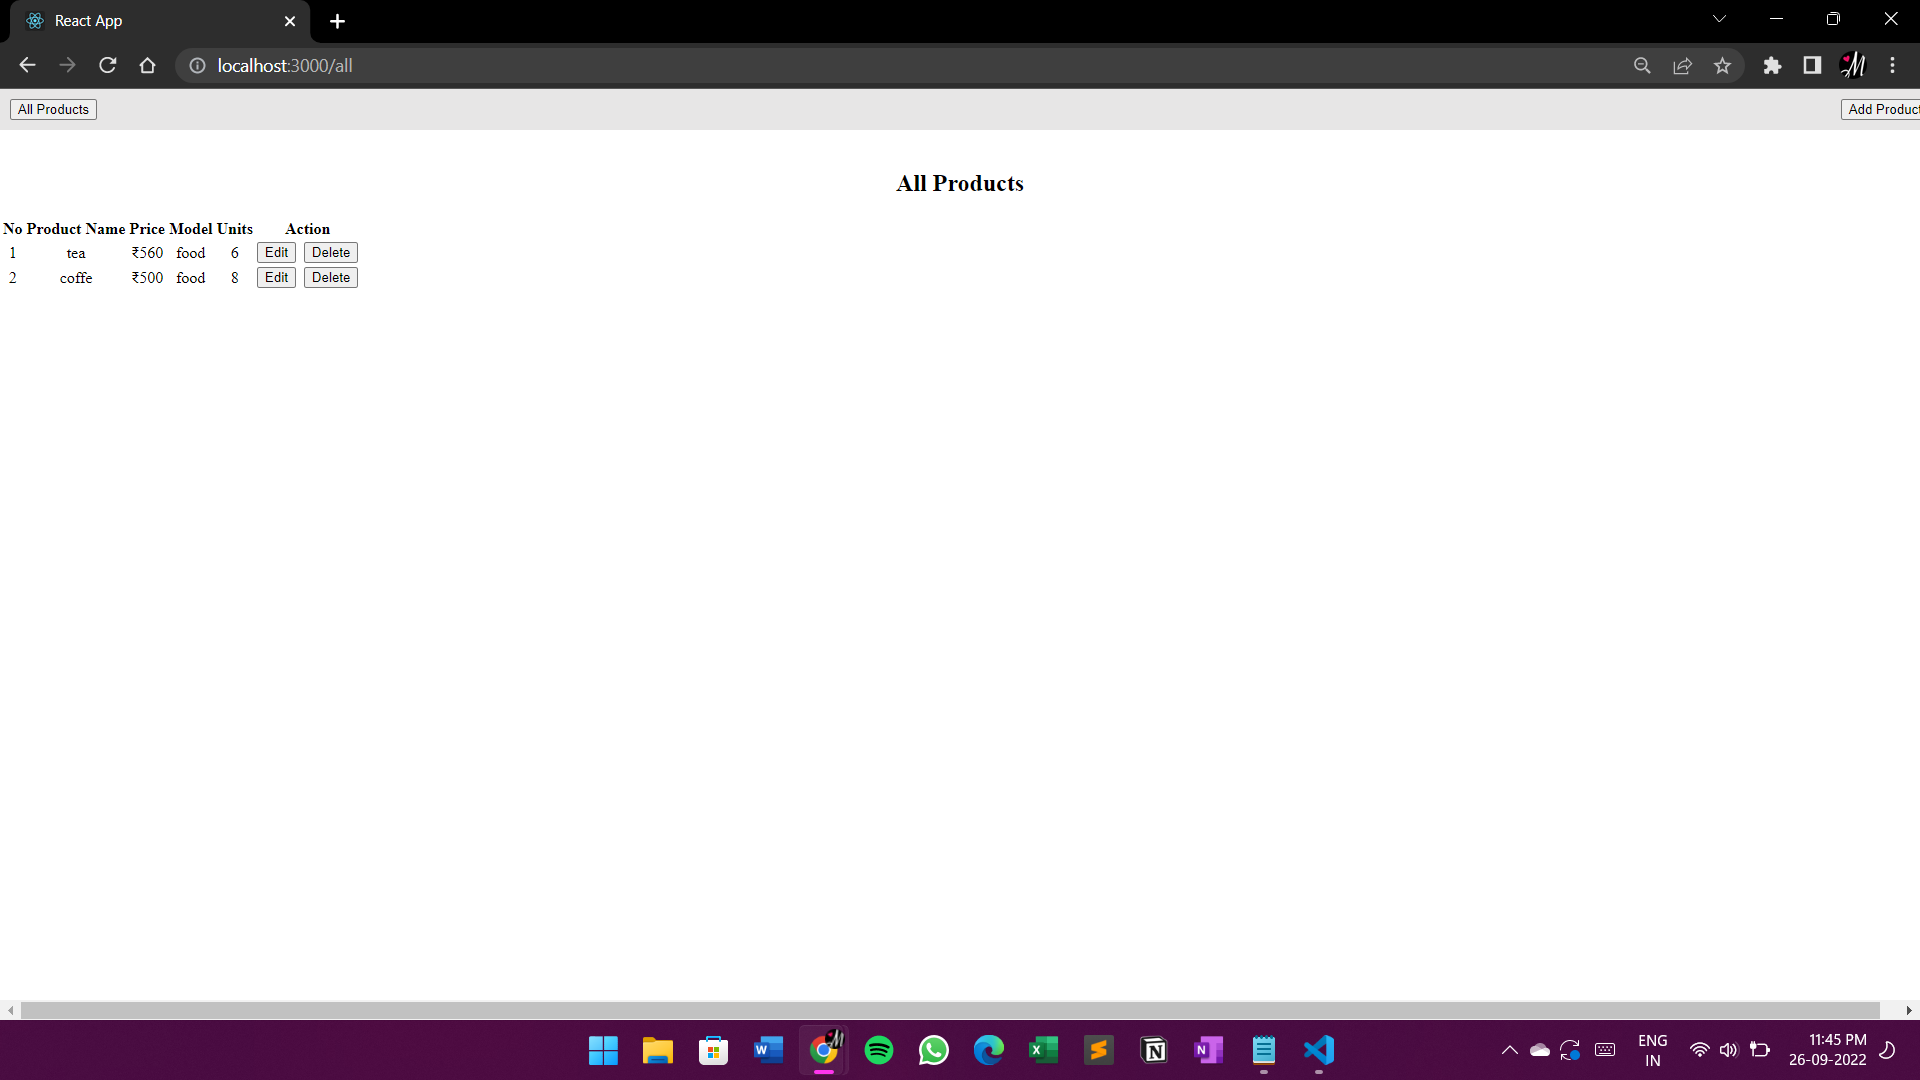 React App
localhost:3000/all
All Products
Add Product
All Products
No Product Name Price Model Units Action
1 tea ₹560 food 6 Edit Delete
2 coffe ₹500 food 8 Edit Delete
ENG
IN
11:45 PM
26-09-2022